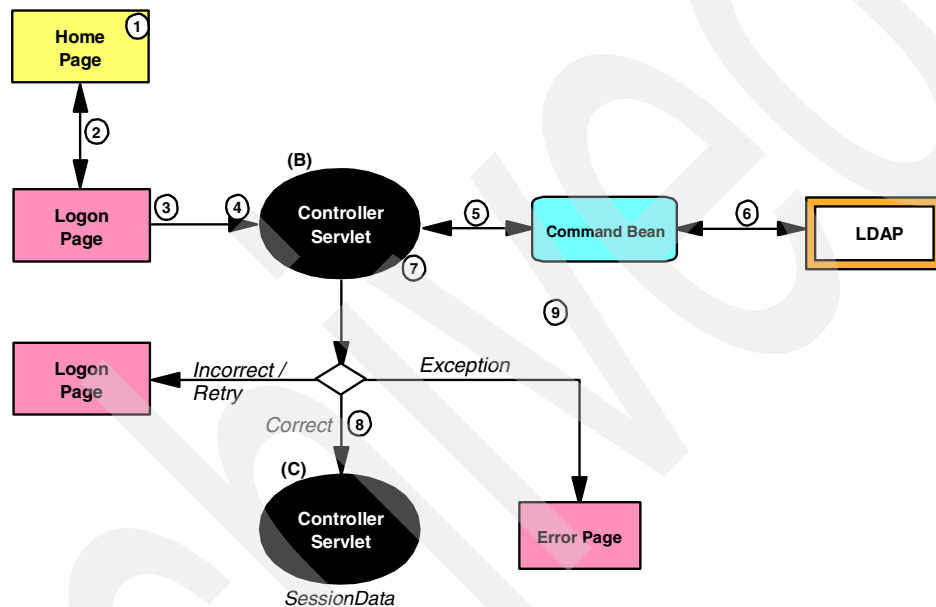 Home
Page
1
2
Logon
Page
3
4
(B)
Controller
Servlet
5
Command Bean
6
LDAP
7
9
Logon
Page
Incorrect /
Retry
Exception
Correct
8
(C)
Controller
Servlet
SessionData
Error Page